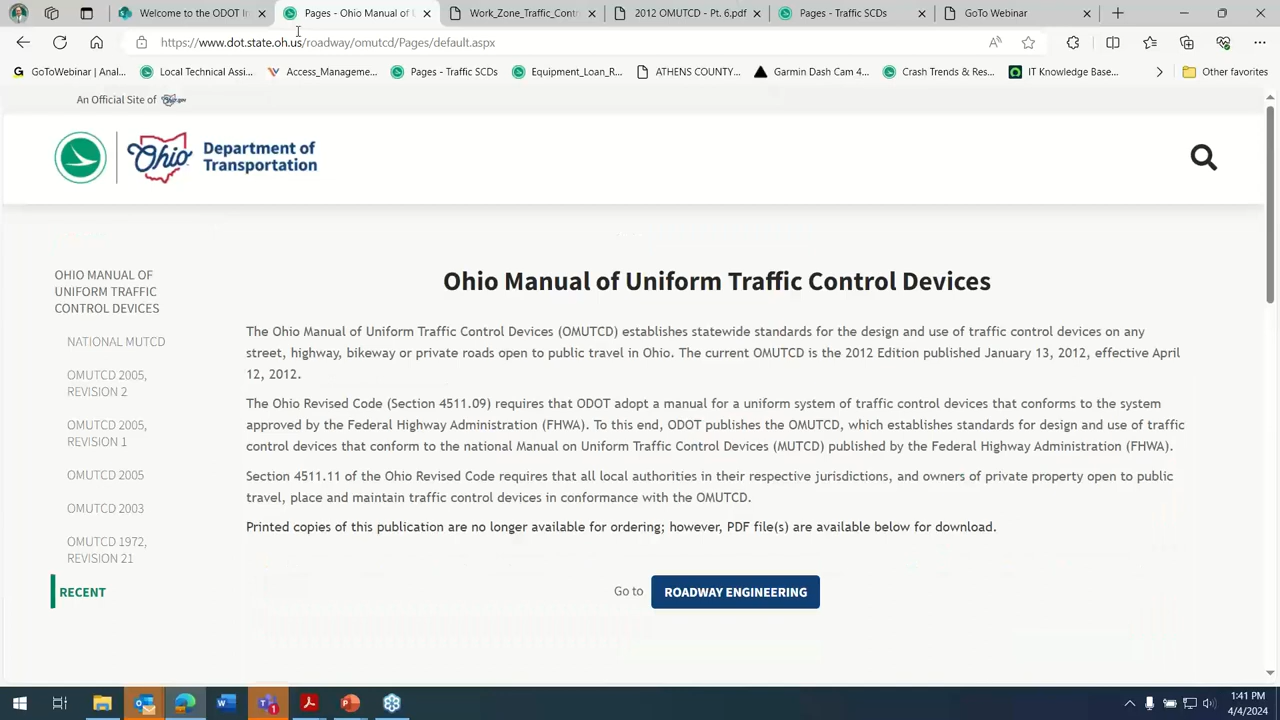 Welcome to the ODOT In
Pages - Ohio Manual of U
Work_Zone_Traffic_Contr
2012 OMUTCD - Pt. 6.pdf
Pages - Traffic SCDs
GoTo Webinar
https://www.dot.state.oh.us/roadway/omutcd/Pages/default.aspx
GoToWebinar | Anal...
Local Technical Assi...
Access Manageme...
Pages - Traffic SCDs
Equipment_Loan_R...
ATHENS COUNTY...
Garmin Dash Cam 4...
Crash Trends & Res...
IT Knowledge Base...
Other favorites
An Official Site of
Ohio
Department of
Transportation
OHIO MANUAL OF
UNIFORM TRAFFIC
CONTROL DEVICES
NATIONAL MUTCD
OMUTCD 2005,
REVISION 2
OMUTCD 2005,
REVISION 1
OMUTCD 2005
OMUTCD 2003
OMUTCD 1972,
REVISION 21
RECENT
Ohio Manual of Uniform Traffic Control Devices
The Ohio Manual of Uniform Traffic Control Devices (OMUTCD) establishes statewide standards for the design and use of traffic control devices on any
street, highway, bikeway or private roads open to public travel in Ohio. The current OMUTCD is the 2012 Edition published January 13, 2012, effective April
12, 2012.
The Ohio Revised Code (Section 4511.09) requires that ODOT adopt a manual for a uniform system of traffic control devices that conforms to the system
approved by the Federal Highway Administration (FHWA). To this end, ODOT publishes the OMUTCD, which establishes standards for design and use of traffic
control devices that conform to the national Manual on Uniform Traffic Control Devices (MUTCD) published by the Federal Highway Administration (FHWA).
Section 4511.11 of the Ohio Revised Code requires that all local authorities in their respective jurisdictions, and owners of private property open to public
travel, place and maintain traffic control devices in conformance with the OMUTCD.
Printed copies of this publication are no longer available for ordering; however, PDF file(s) are available below for download.
Go to
ROADWAY ENGINEERING
1:41 PM
4/4/2024